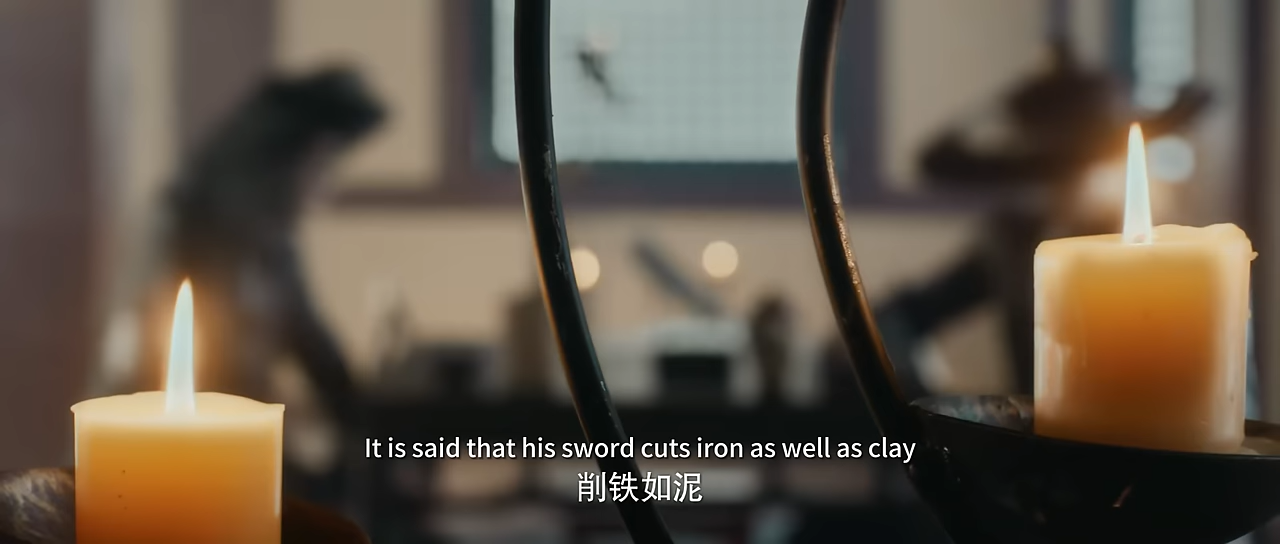 It is said that his sword cuts iron as well as clay
削铁如泥